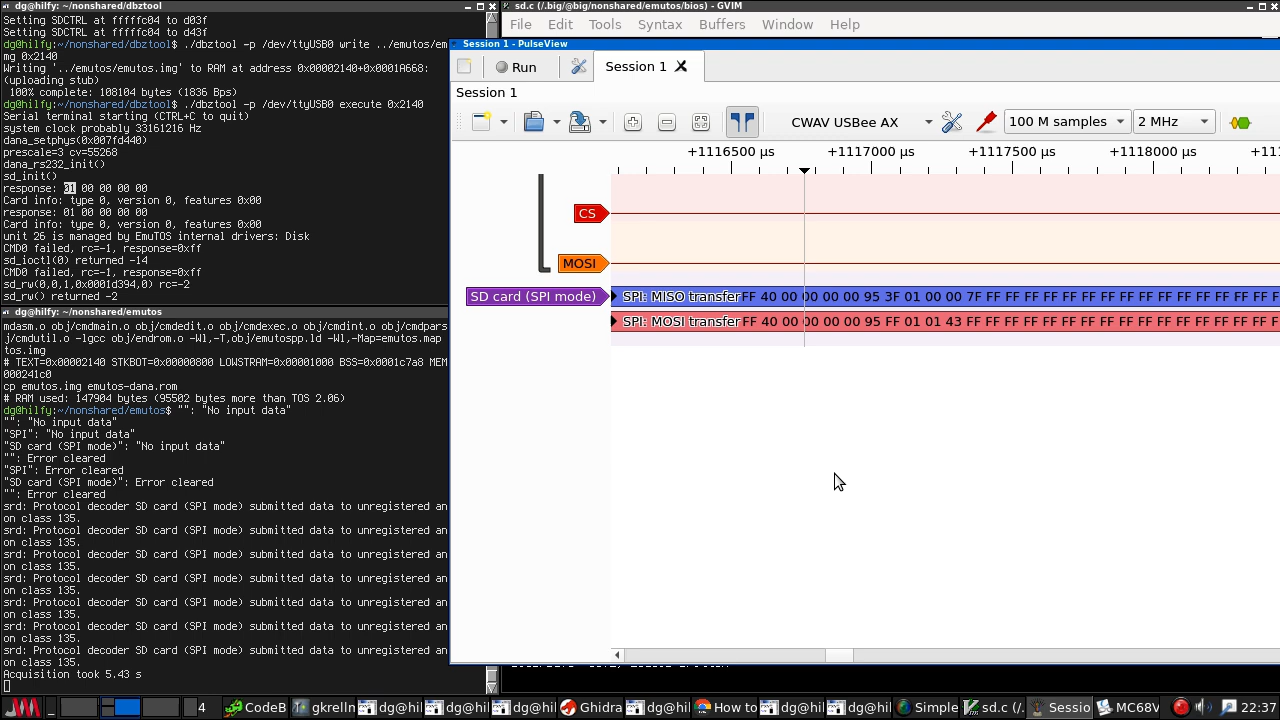 dg@hilfy:~/nonshared/dbztool
Setting SDCTRL at fffffc04 to d03f
Setting SDCTRL at fffffc04 to d43f
dg@hilfy:~/nonshared/dbztool$ ./dbztool -p /dev/ttyUSB0 write ../emutos/em
mg 0x2140
Writing '../emutos/emutos.img' to RAM at address 0x00002140+0x0001A668:
(uploading stub)
100% complete: 108104 bytes (1836 Bps)
dg@hilfy:~/nonshared/dbztool$ ./dbztool -p /dev/ttyUSB0 execute 0x2140
Serial terminal starting (CTRL+C to quit)
system clock probably 33161216 Hz
dana_setphys(0x007fd440)
prescale=3 cv=55268
dana_rs232_init()
sd_init()
response: 01 00 00 00 00
Card info: type 0, version 0, features 0x00
response: 01 00 00 00 00
Card info: type 0, version 0, features 0x00
unit 26 is managed by EmuTOS internal drivers: Disk
CMD0 failed, rc=-1, response=0xff
sd_ioctl(0) returned -14
CMD0 failed, rc=-1, response=0xff
sd_rw(0,0,1,0x0001fd394,0) rc=-2
sd_rw() returned -2
dg@hilfy:~/nonshared/emutos
mdasm.o obj/cmdmain.o obj/cmdedit.o obj/cmdexec.o obj/cmdint.o obj/cmdpars
j/cmdutil.o -lgcc obj/endrom.o -Wl,-T,obj/emutospp.ld -Wl,-Map=emutos.map
tos.img
# TEXT=0x00002140 STKBOT=0x00000800 LOWSTRAM=0x00001000 BSS=0x0001c7a8 MEM
000241c0
cp emutos.img emutos-dana.rom
# RAM used: 147904 bytes (95502 bytes more than TOS 2.06)
dg@hilfy:~/nonshared/emutos$ "": "No input data"
"": "No input data"
"SPI": "No input data"
"SD card (SPI mode)": "No input data"
"": Error cleared
"SPI": Error cleared
"SD card (SPI mode)": Error cleared
"": Error cleared
srd: Protocol decoder SD card (SPI mode) submitted data to unregistered an
on class 135.
srd: Protocol decoder SD card (SPI mode) submitted data to unregistered an
on class 135.
srd: Protocol decoder SD card (SPI mode) submitted data to unregistered an
on class 135.
srd: Protocol decoder SD card (SPI mode) submitted data to unregistered an
on class 135.
srd: Protocol decoder SD card (SPI mode) submitted data to unregistered an
on class 135.
srd: Protocol decoder SD card (SPI mode) submitted data to unregistered an
on class 135.
srd: Protocol decoder SD card (SPI mode) submitted data to unregistered an
on class 135.
Acquisition took 5.43 s
sd.c (/.big/@big/nonshared/emutos/bios) - GVIM
File Edit Tools Syntax Buffers Window Help
Session 1 - PulseView
Run Session 1
Session 1
CWAV USBee AX 100 M samples 2 MHz
+1116500 µs +1117000 µs +1117500 µs +1118000 µs +111
CS
MOSI
SD card (SPI mode)
SPI: MISO transfer FF 40 00 00 00 00 95 3F 01 00 00 7F FF FF FF FF FF FF FF FF FF FF FF FF FF FF FF
SPI: MOSI transfer FF 40 00 00 00 00 95 FF 01 01 43 FF FF FF FF FF FF FF FF FF FF FF FF FF FF FF FF
4 CodeB gkrelln dg@hil dg@hil dg@hil dg@hil Ghidra dg@hil How to dg@hil dg@hil Simple Sessio sd.c (/. MC68V 22:37